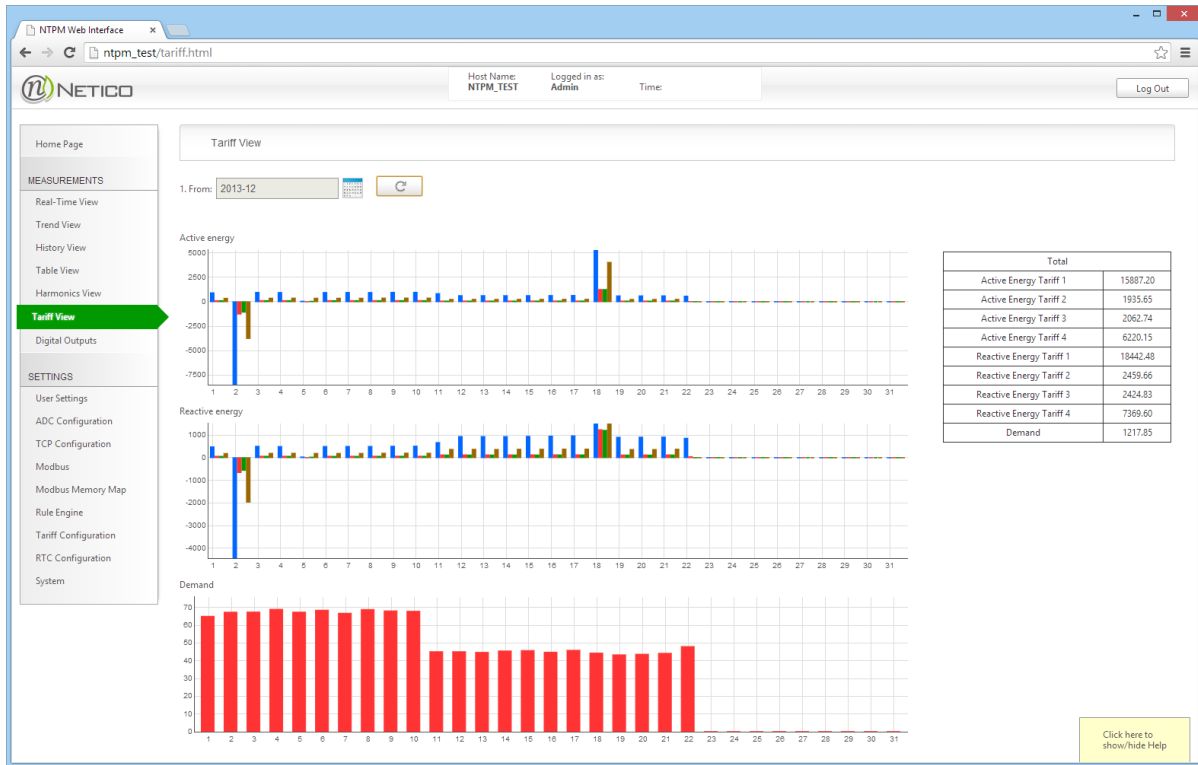 NTPM Web Interface ×
ntpm_test/tariff.html
n NETICO
Host Name: Logged in as:
NTPM_TEST Admin Time:
Log Out
Home Page
MEASUREMENTS
Real-Time View
Trend View
History View
Table View
Harmonics View
Tariff View
Digital Outputs
SETTINGS
User Settings
ADC Configuration
TCP Configuration
Modbus
Modbus Memory Map
Rule Engine
Tariff Configuration
RTC Configuration
System
Tariff View
1. From: 2013-12
Active energy
5000
2500
0
-2500
-5000
-7500
1 2 3 4 5 6 7 8 9 10 11 12 13 14 15 16 17 18 19 20 21 22 23 24 25 26 27 28 29 30 31
Reactive energy
1000
0
-1000
-2000
-3000
-4000
1 2 3 4 5 6 7 8 9 10 11 12 13 14 15 16 17 18 19 20 21 22 23 24 25 26 27 28 29 30 31
Demand
70
60
50
40
30
20
10
0
1 2 3 4 5 6 7 8 9 10 11 12 13 14 15 16 17 18 19 20 21 22 23 24 25 26 27 28 29 30 31
Total
Active Energy Tariff 1 15887.20
Active Energy Tariff 2 1935.65
Active Energy Tariff 3 2062.74
Active Energy Tariff 4 6220.15
Reactive Energy Tariff 1 18442.48
Reactive Energy Tariff 2 2459.66
Reactive Energy Tariff 3 2424.83
Reactive Energy Tariff 4 7369.60
Demand 1217.85
Click here to
show/hide Help